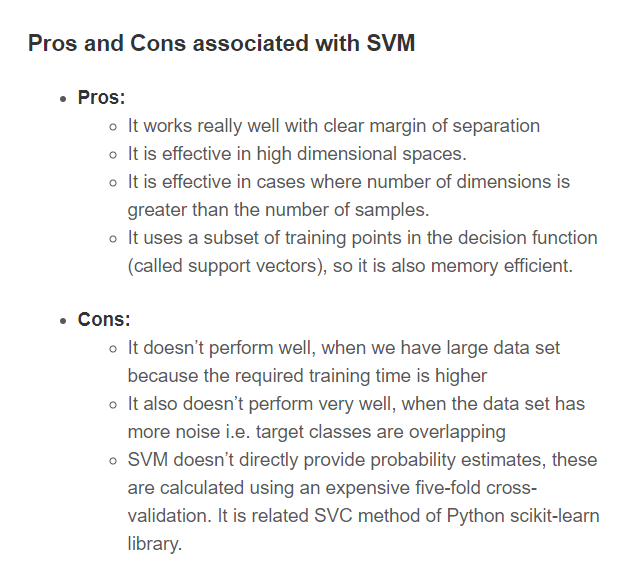 Pros and Cons associated with SVM
Pros:
It works really well with clear margin of separation
It is effective in high dimensional spaces.
It is effective in cases where number of dimensions is
greater than the number of samples.
It uses a subset of training points in the decision function
(called support vectors), so it is also memory efficient.
Cons:
It doesn’t perform well, when we have large data set
because the required training time is higher
It also doesn’t perform very well, when the data set has
more noise i.e. target classes are overlapping
SVM doesn’t directly provide probability estimates, these
are calculated using an expensive five-fold cross-
validation. It is related SVC method of Python scikit-learn
library.